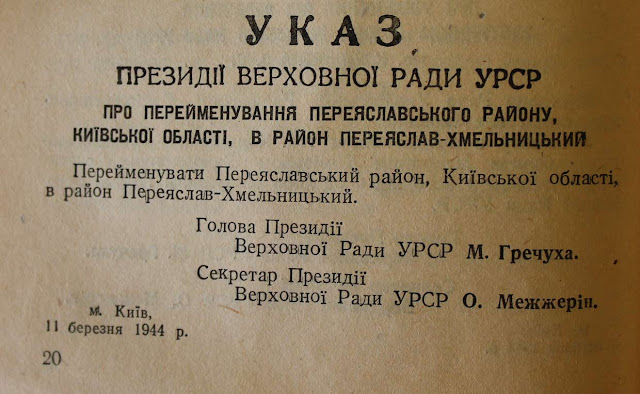 УКАЗ
ПРЕЗИДІЇ ВЕРХОВНОЇ РАДИ УРСР
ПРО ПЕРЕЙМЕНУВАННЯ ПЕРЕЯСЛАВСЬКОГО РАЙОНУ,
КИЇВСЬКОЇ ОБЛАСТІ, В РАЙОН ПЕРЕЯСЛАВ-ХМЕЛЬНИЦЬКИЙ
Перейменувати Переяславський район, Київської області,
в район Переяслав-Хмельницький.
Голова Президії
Верховної Ради УРСР М. Гречуха.
Секретар Президії
Верховної Ради УРСР О. Межжерін.
м. Київ,
11 березня 1944 р.
20